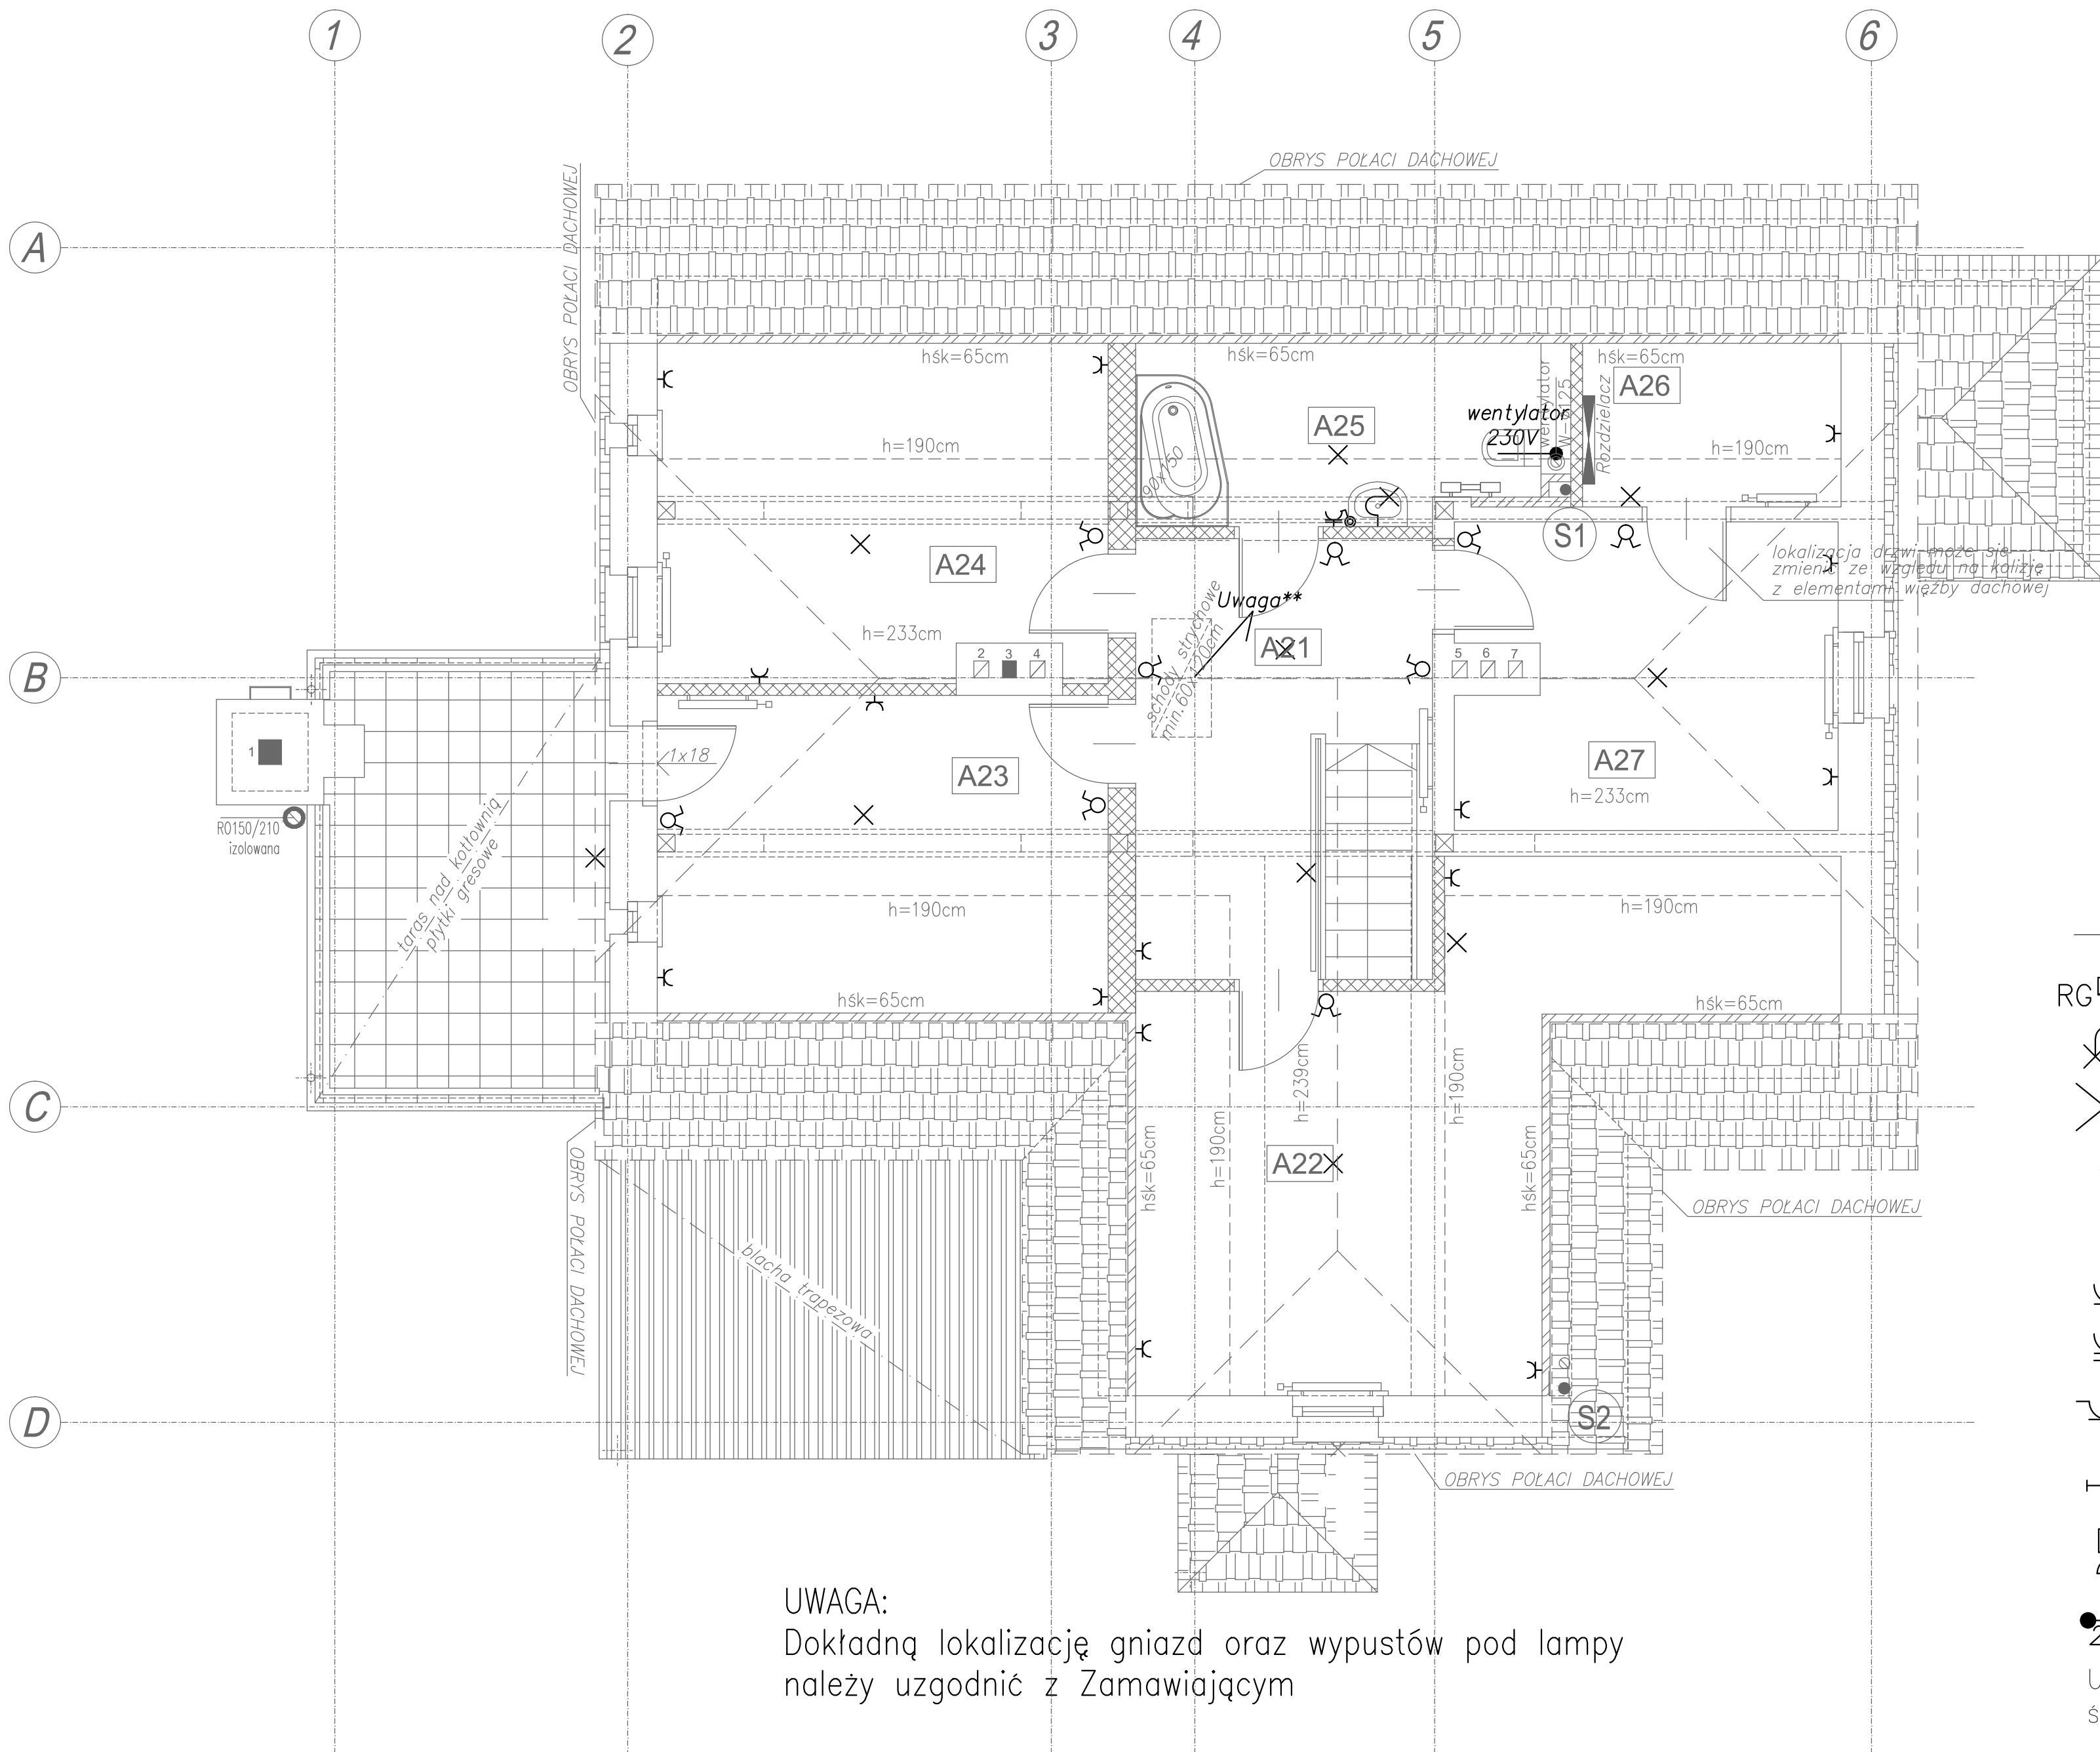 1
2
3
4
5
6
A
B
C
D
OBRYS POŁACI DACHOWEJ
OBRYS POŁACI DACHOWEJ
hśk=65cm
hśk=65cm
hśk=65cm
A26
A25
wentylator
230V
wentylator
Rozdzielacz
h=190cm
h=190cm
90x150
S1
A24
lokalizacja drzwi może się
zmienić ze względu na kolizję
z elementami więźby dachowej
Uwaga**
schody strychowe
min.60x120cm
A21
h=233cm
2
3
4
5
6
7
1
1x18
A23
A27
h=233cm
RO150/210
izolowana
taras nad kotłownią
płytki gresowe
h=190cm
h=190cm
hśk=65cm
hśk=65cm
RG
h=239cm
h=190cm
h=190cm
hśk=65cm
hśk=65cm
A22
OBRYS POŁACI DACHOWEJ
OBRYS POŁACI DACHOWEJ
blacha trapezowa
S2
OBRYS POŁACI DACHOWEJ
UWAGA:
Dokładną lokalizację gniazd oraz wypustów pod lampy
należy uzgodnić z Zamawiającym